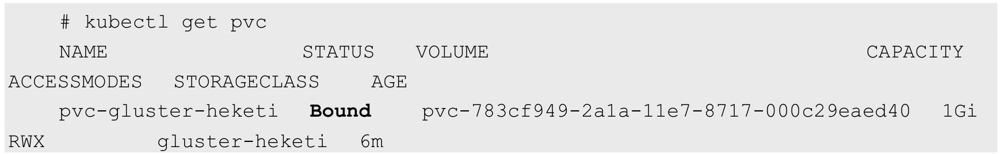 # kubectl get pvc
NAME STATUS VOLUME CAPACITY
ACCESSMODES STORAGECLASS AGE
pvc-gluster-heketi Bound pvc-783cf949-2a1a-11e7-8717-000c29eaed40 1Gi
RWX gluster-heketi 6m